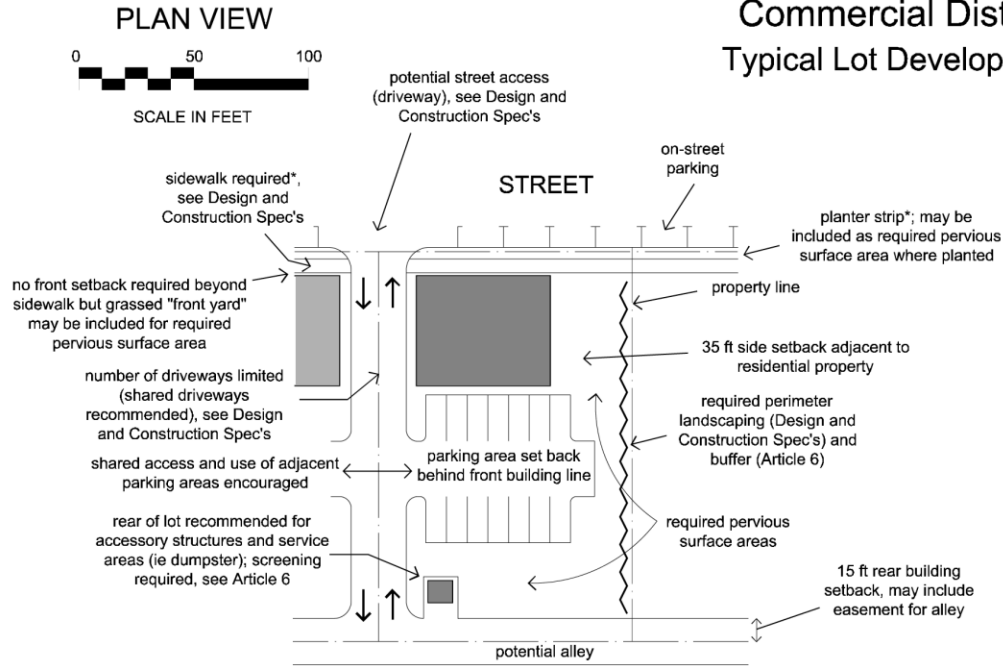 PLAN VIEW
0 50 100
SCALE IN FEET
Commercial Dist
Typical Lot Develop
potential street access
(driveway), see Design and
Construction Spec's
on-street
parking
STREET
sidewalk required*,
see Design and
Construction Spec's
planter strip*; may be
included as required pervious
surface area where planted
no front setback required beyond
sidewalk but grassed "front yard"
may be included for required
pervious surface area
property line
35 ft side setback adjacent to
residential property
number of driveways limited
(shared driveways
recommended), see Design
and Construction Spec's
required perimeter
landscaping (Design and
Construction Spec's) and
buffer (Article 6)
shared access and use of adjacent
parking areas encouraged
parking area set back
behind front building line
rear of lot recommended for
accessory structures and service
areas (ie dumpster); screening
required, see Article 6
required pervious
surface areas
15 ft rear building
setback, may include
easement for alley
potential alley